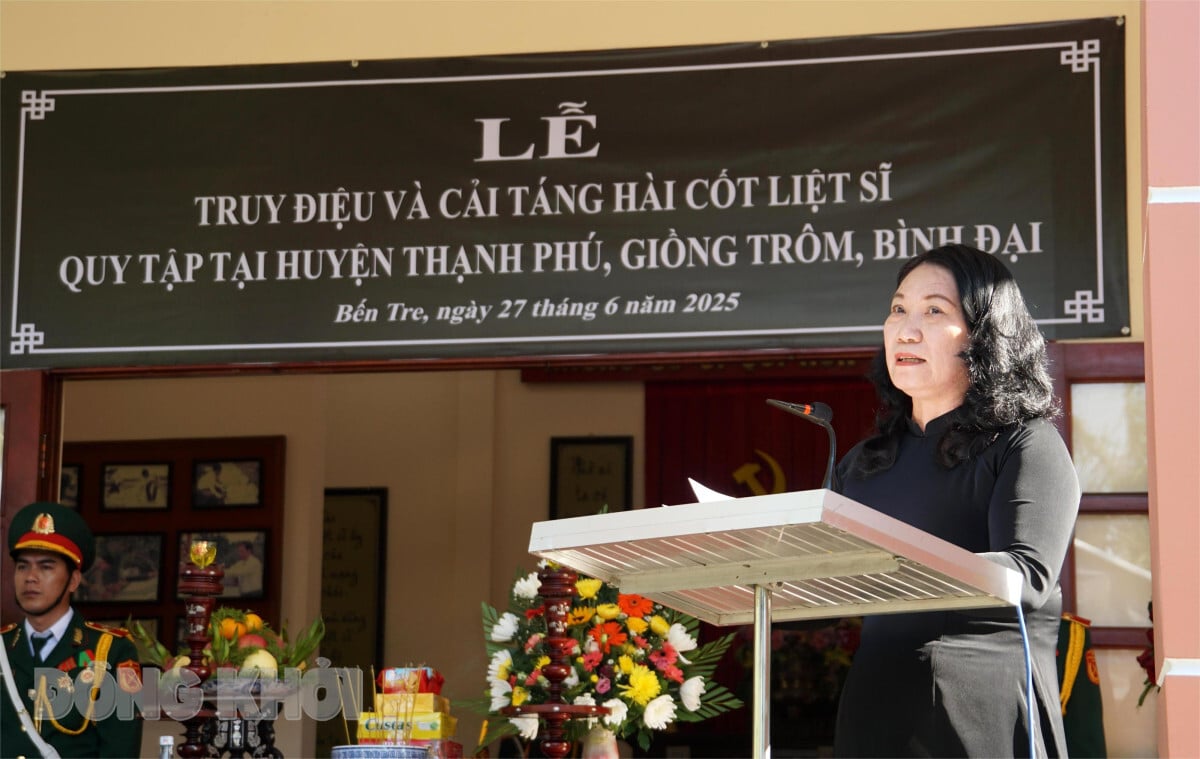 LỄ
TRUY ĐIỆU VÀ CẢI TÁNG HÀI CỐT LIỆT SĨ
QUY TẬP TẠI HUYỆN THẠNH PHÚ, GIỒNG TRÔM, BÌNH ĐẠI
Bến Tre, ngày 27 tháng 6 năm 2025
ĐỒNG KHỞI
Custas